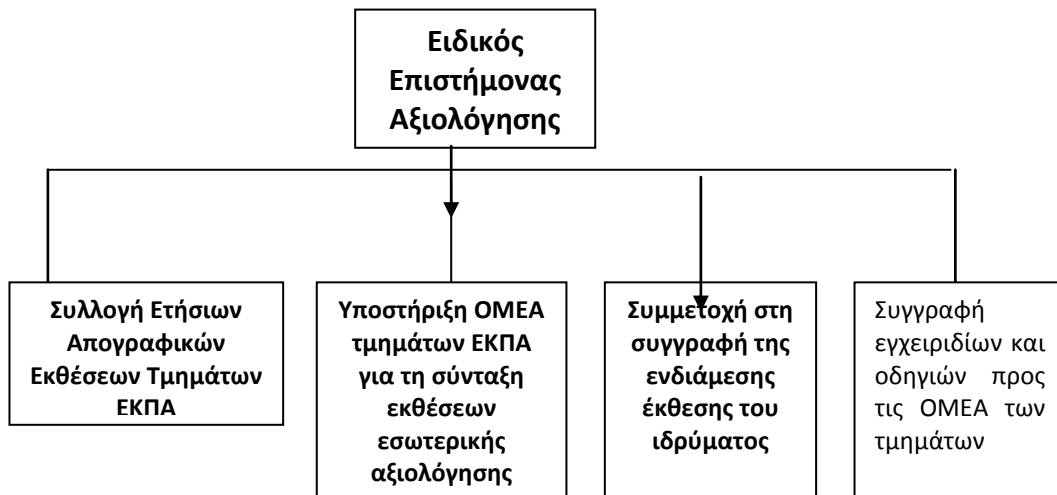 Ειδικός
Επιστήμονας
Αξιολόγησης
Συλλογή Ετήσιων
Απογραφικών
Εκθέσεων Τμημάτων
ΕΚΠΑ
Υποστήριξη ΟΜΕΑ
τμημάτων ΕΚΠΑ
για τη σύνταξη
εκθέσεων
εσωτερικής
αξιολόγησης
Συμμετοχή στη
συγγραφή της
ενδιάμεσης
έκθεσης του
ιδρύματος
Συγγραφή
εγχειριδίων και
οδηγιών προς
τις ΟΜΕΑ των
τμημάτων